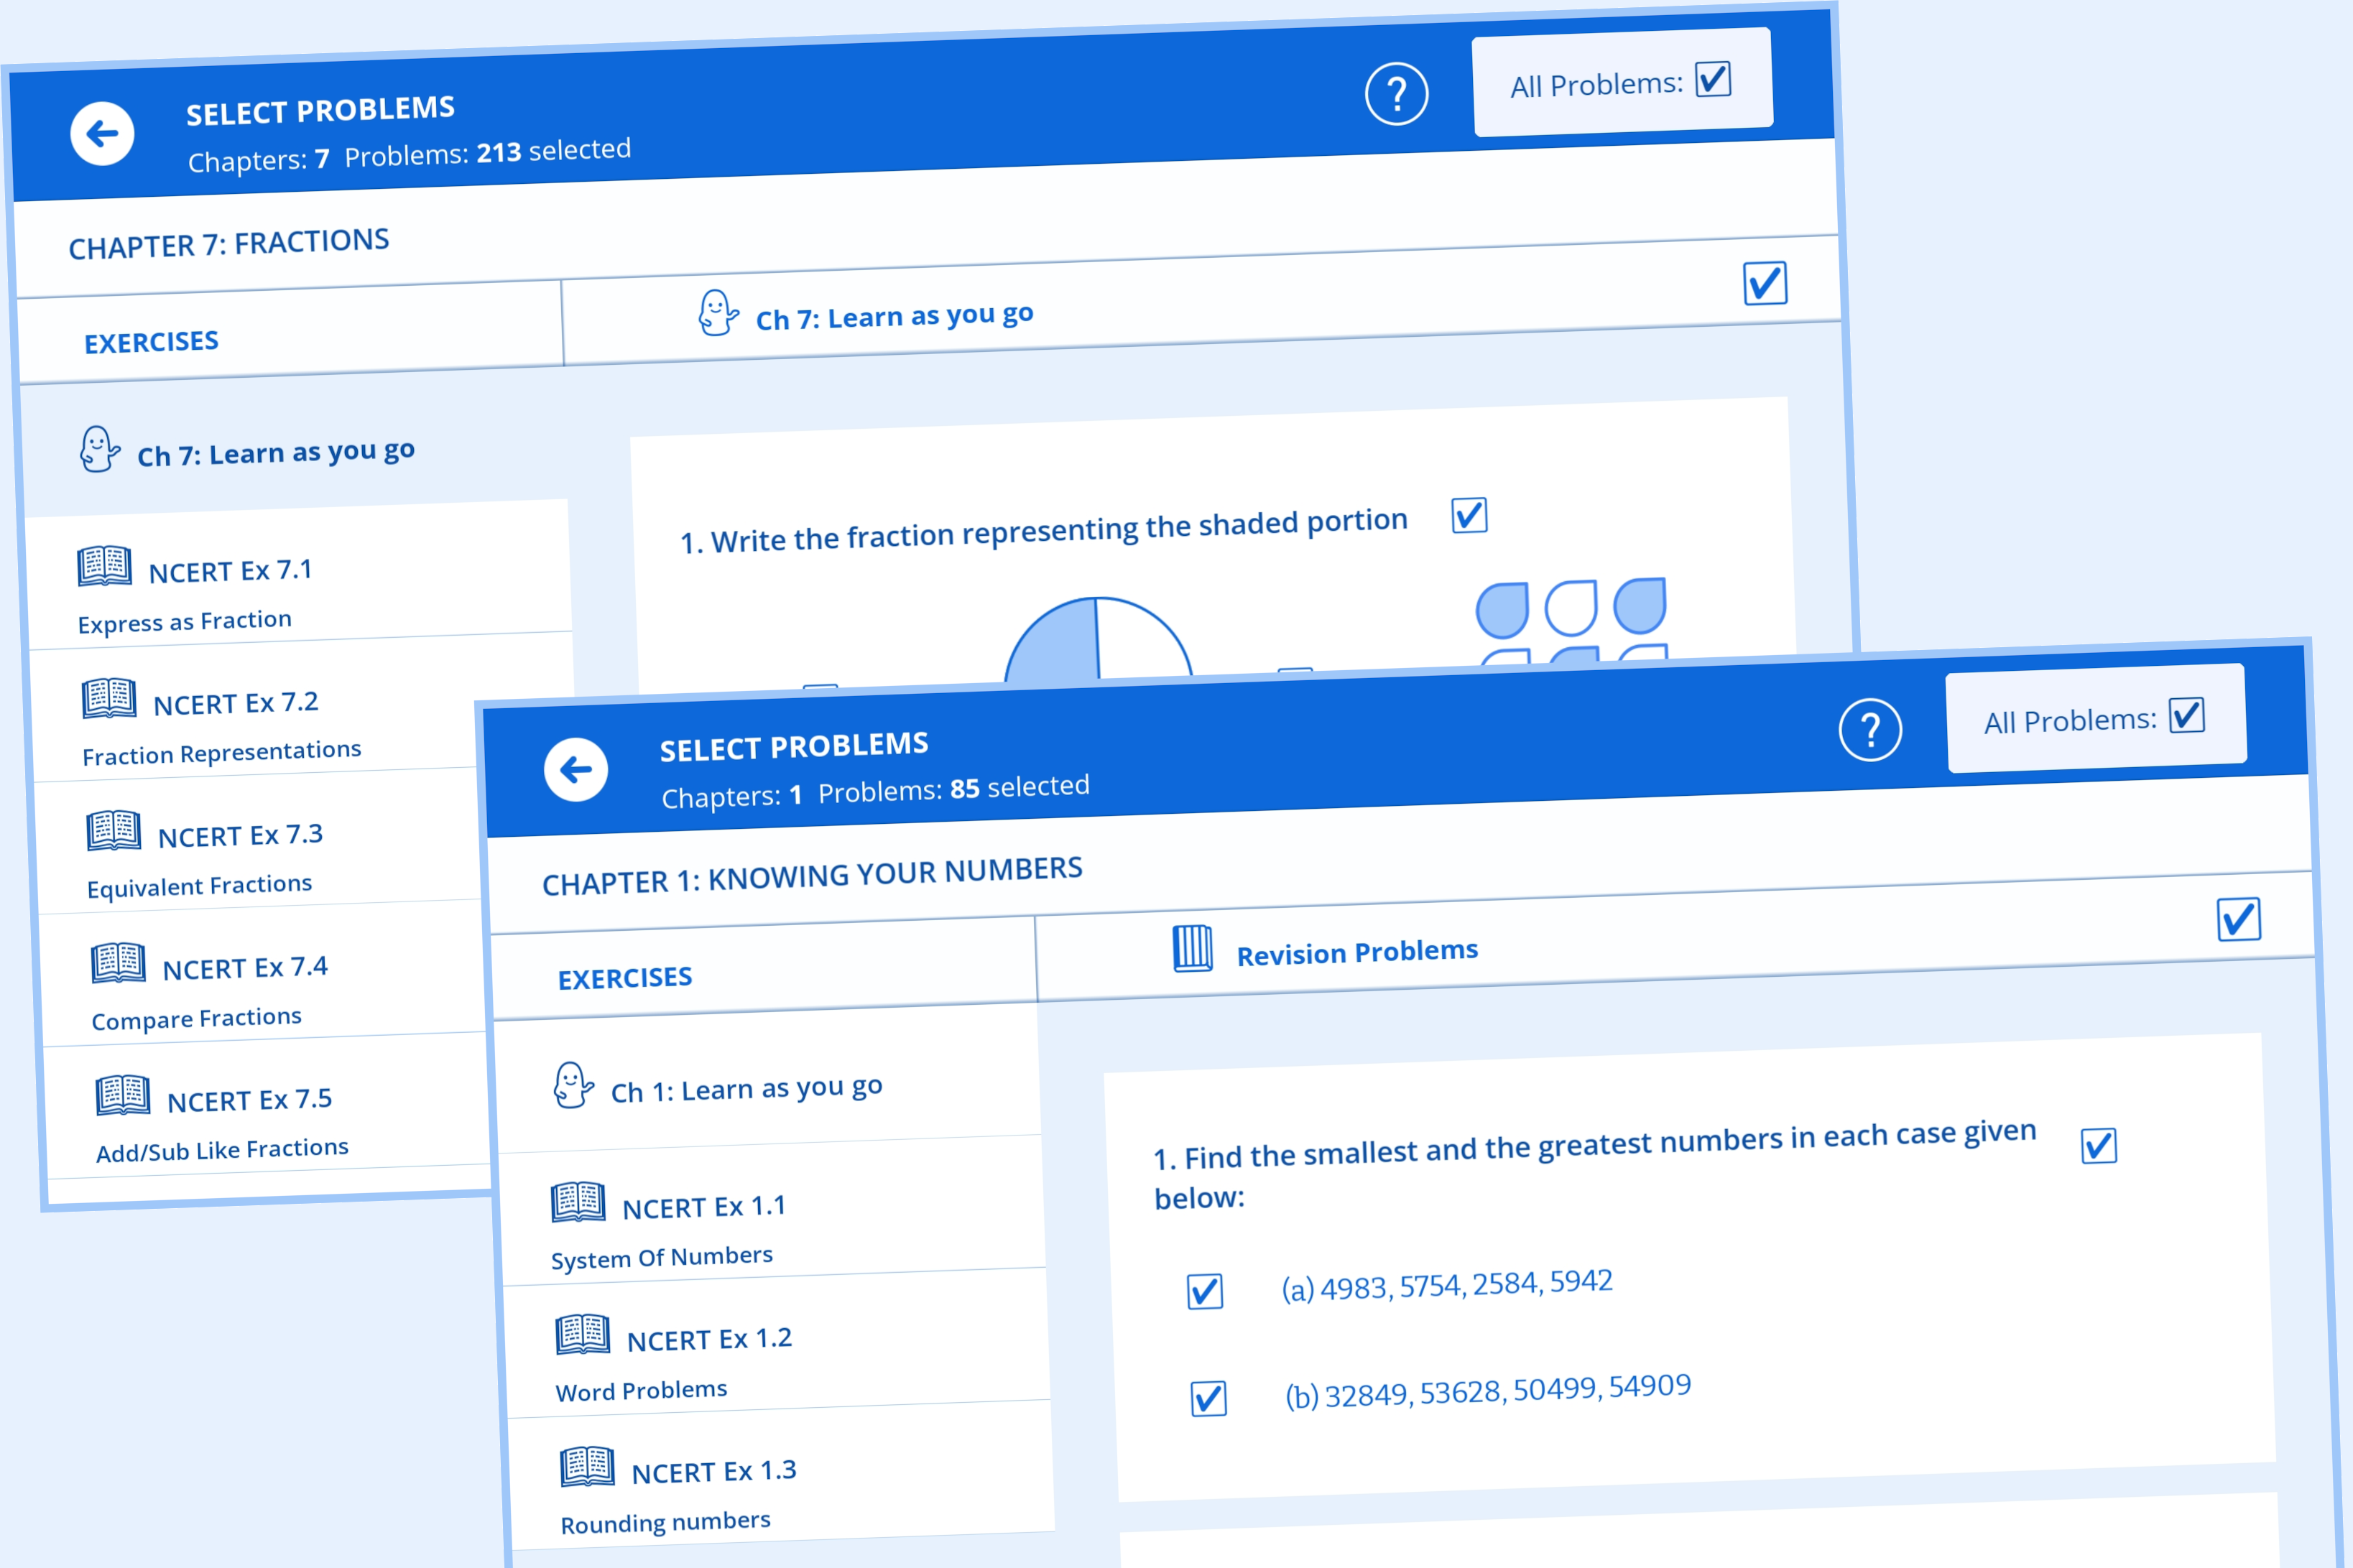 SELECT PROBLEMS
Chapters: 7 Problems: 213 selected
?
All Problems:
CHAPTER 7: FRACTIONS
EXERCISES
Ch 7: Learn as you go
Ch 7: Learn as you go
NCERT Ex 7.1
Express as Fraction
NCERT Ex 7.2
Fraction Representations
NCERT Ex 7.3
Equivalent Fractions
NCERT Ex 7.4
Compare Fractions
NCERT Ex 7.5
Add/Sub Like Fractions
1. Write the fraction representing the shaded portion
SELECT PROBLEMS
Chapters: 1 Problems: 85 selected
?
All Problems:
CHAPTER 1: KNOWING YOUR NUMBERS
EXERCISES
Revision Problems
Ch 1: Learn as you go
NCERT Ex 1.1
System Of Numbers
NCERT Ex 1.2
Word Problems
NCERT Ex 1.3
Rounding numbers
1. Find the smallest and the greatest numbers in each case given
below:
(a) 4983, 5754, 2584, 5942
(b) 32849, 53628, 50499, 54909